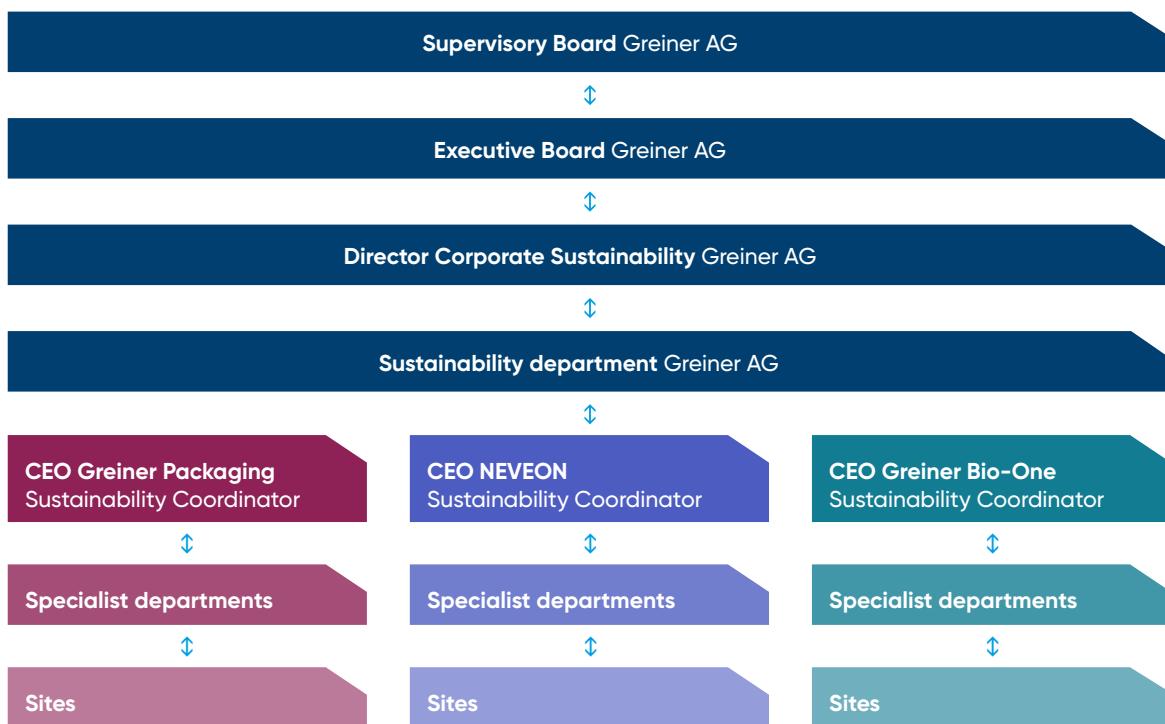 Supervisory Board Greiner AG
Executive Board Greiner AG
Director Corporate Sustainability Greiner AG
Sustainability department Greiner AG
CEO Greiner Packaging
Sustainability Coordinator
CEO NEVEON
Sustainability Coordinator
CEO Greiner Bio-One
Sustainability Coordinator
Specialist departments
Specialist departments
Specialist departments
Sites
Sites
Sites